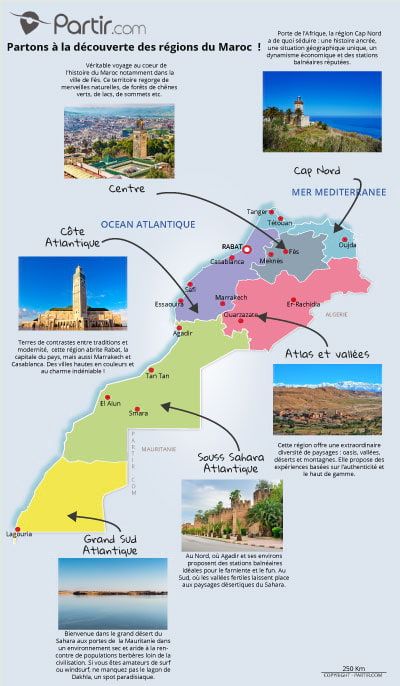 Partir.com
Partons à la découverte des régions du Maroc !
Porte de l'Afrique, la région Cap Nord
a de quoi séduire : une histoire ancrée,
une situation géographique unique, un
dynamisme économique et des stations
balnéaires réputées.
Véritable voyage au coeur de
l'histoire du Maroc notamment dans la
ville de Fès. Ce territoire regorge de
merveilles naturelles, de forêts de chênes
verts, de lacs, de sommets etc.
Cap Nord
Centre
MER MEDITERRANEE
OCEAN ATLANTIQUE
Côte
Atlantique
Tanger
Tétouan
RABAT
Oujda
Casablanca
Meknès
Fès
Safi
Essaouira
Marrakech
Ouarzazate
Er-Rachidia
ALGERIE
Agadir
Terres de contrastes entre traditions et
modernité, cette région abrite Rabat, la
capitale du pays, mais aussi Marrakech et
Casablanca. Des villes hautes en couleurs et
au charme indéniable !
Atlas et vallées
Tan Tan
El Aiun
Smara
MAURITANIE
PARTIR.COM
Cette région offre une extraordinaire
diversité de paysages : oasis, vallées,
déserts et montagnes. Elle propose des
expériences basées sur l'authenticité et
le haut de gamme.
Souss Sahara
Atlantique
Lagouria
Grand Sud
Atlantique
Au Nord, où Agadir et ses environs
proposent des stations balnéaires
idéales pour le farniente et le fun. Au
Sud, où les vallées fertiles laissent place
aux paysages désertiques du Sahara.
Bienvenue dans le grand désert du
Sahara aux portes de la Mauritanie dans
un environnement sec et aride à la ren-
contre de populations berbères loin de la
civilisation. Si vous êtes amateurs de surf
ou windsurf, ne manquez pas le lagon de
Dakhla, un spot paradisiaque.
250 Km
COPYRIGHT - PARTIR.COM